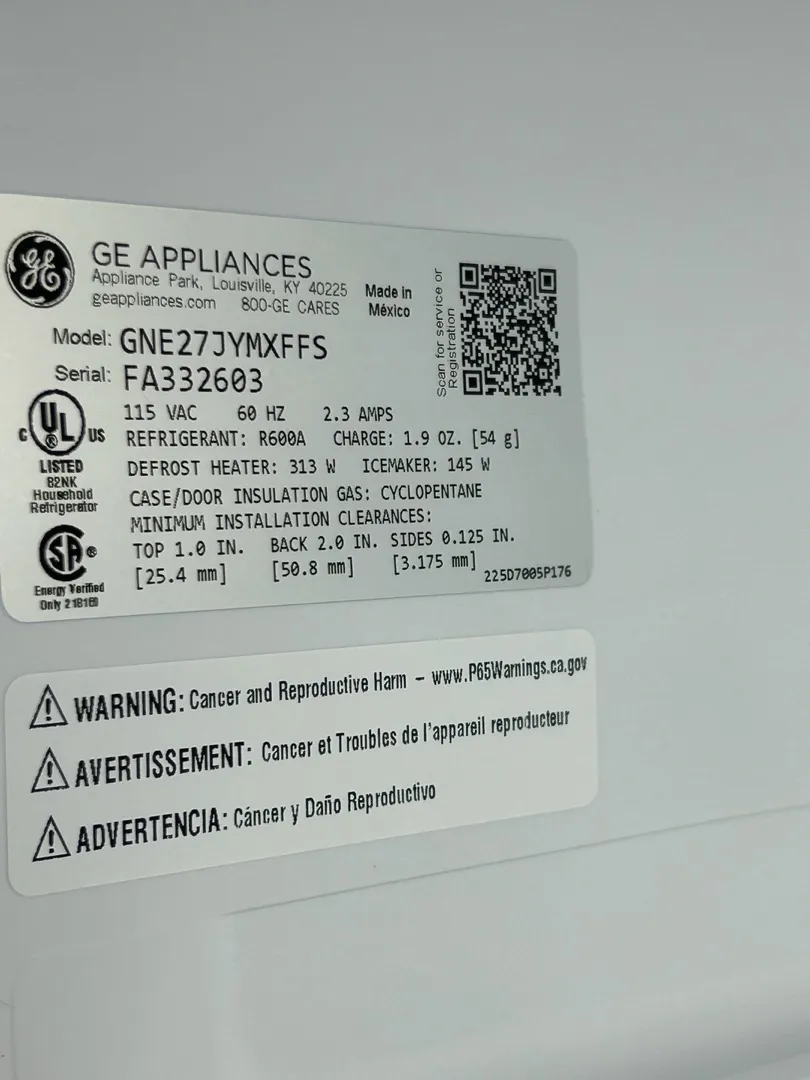 GE APPLIANCES
Appliance Park, Louisville, KY 40225
geappliances.com 800-GE CARES
Made in
México
Scan for service or
Registration
Model: GNE27JYMXFFS
Serial: FA332603
115 VAC 60 HZ 2.3 AMPS
REFRIGERANT: R600A CHARGE: 1.9 OZ. [54 g]
DEFROST HEATER: 313 W ICEMAKER: 145 W
CASE/DOOR INSULATION GAS: CYCLOPENTANE
MINIMUM INSTALLATION CLEARANCES:
TOP 1.0 IN. BACK 2.0 IN. SIDES 0.125 IN.
[25.4 mm] [50.8 mm] [3.175 mm]
225D7005P176
C UL ® US
LISTED
82NK
Household
Refrigerator
SA ®
Energy Verified
Only
WARNING: Cancer and Reproductive Harm – www.P65Warnings.ca.gov
AVERTISSEMENT: Cancer et Troubles de l'appareil reproducteur
ADVERTENCIA: Cáncer y Daño Reproductivo